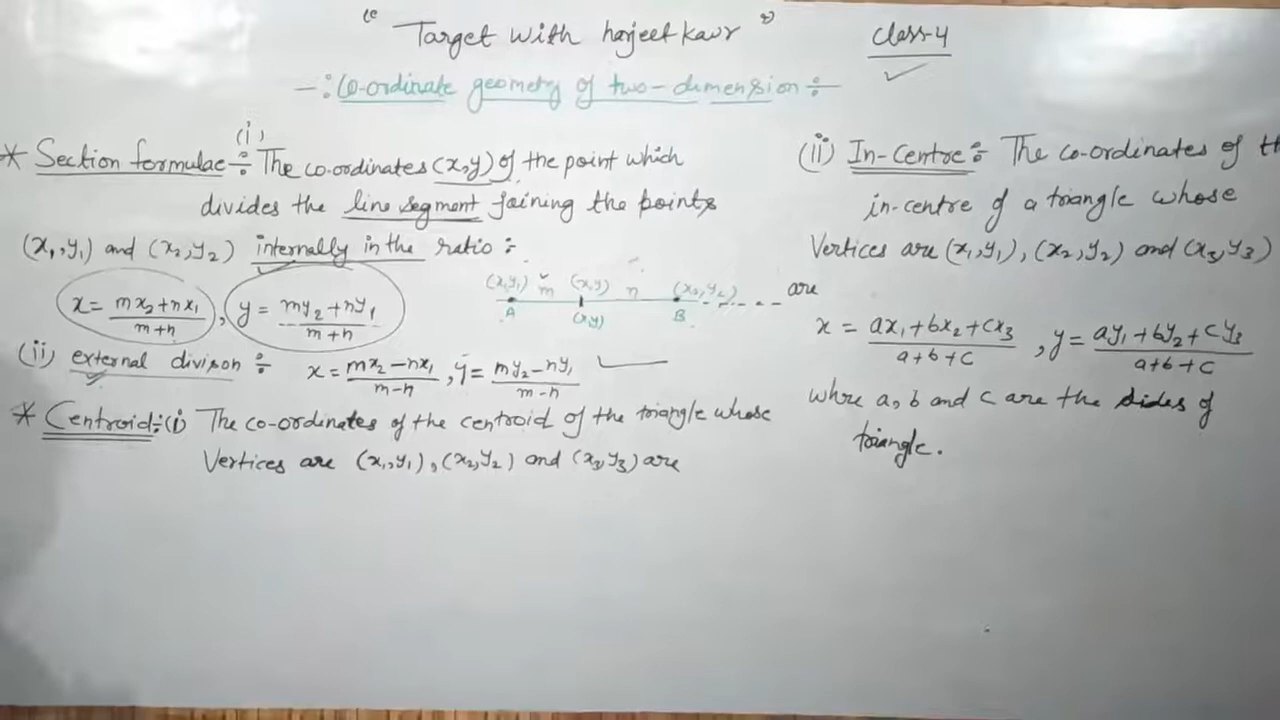 " Target with harjeet kaur "
Class-4
-: Co-ordinate geometry of two-dimension ÷
(i)
* Section formulae ÷ The co-ordinates (x,y) of the point which
divides the line segment joining the points
(x₁,y₁) and (x₂,y₂) internally in the ratio ÷
x = mx₂+nx₁/m+n , y = my₂+ny₁/m+n
(x,y₁) m (x,y) n (x₂,y₂)
A (x,y) B
(ii) external divison ÷ x = mx₂-nx₁/m-n , y = my₂-ny₁/m-n
* Centroid ÷ (i) The co-ordinates of the centroid of the triangle whose
Vertices are (x₁,y₁), (x₂,y₂) and (x₃,y₃) are
(ii) In-Centre ÷ The co-ordinates of th
in-centre of a triangle whose
Vertices are (x₁,y₁), (x₂,y₂) and (x₃,y₃)
---- are
x = ax₁+bx₂+cx₃/a+b+c , y = ay₁+by₂+cy₃/a+b+c
whre a, b and c are the sides of
triangle.